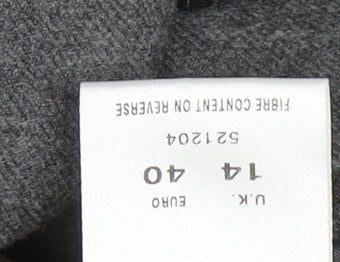 U.K. EURO
14 40
521204
FIBRE CONTENT ON REVERSE